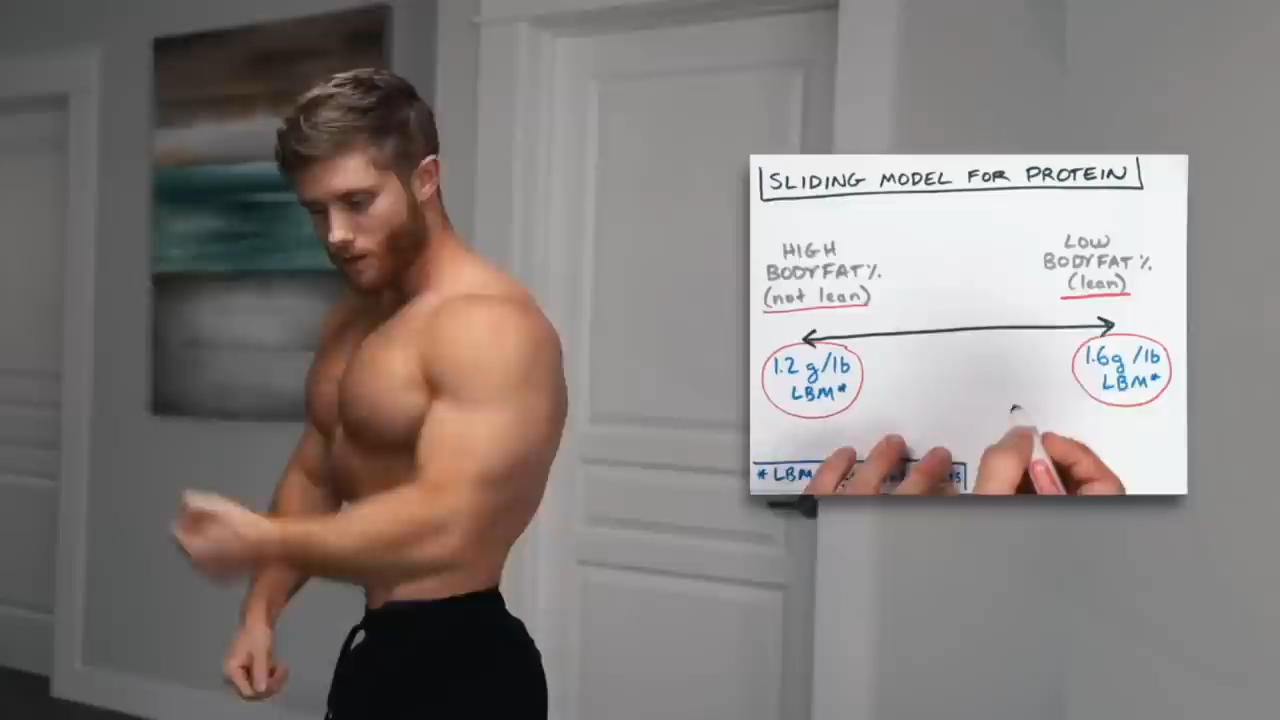 SLIDING MODEL FOR PROTEIN
HIGH
BODYFAT%
(not lean)
LOW
BODYFAT%
(lean)
1.2 g/lb
LBM*
1.6g/lb
LBM*
* LBM